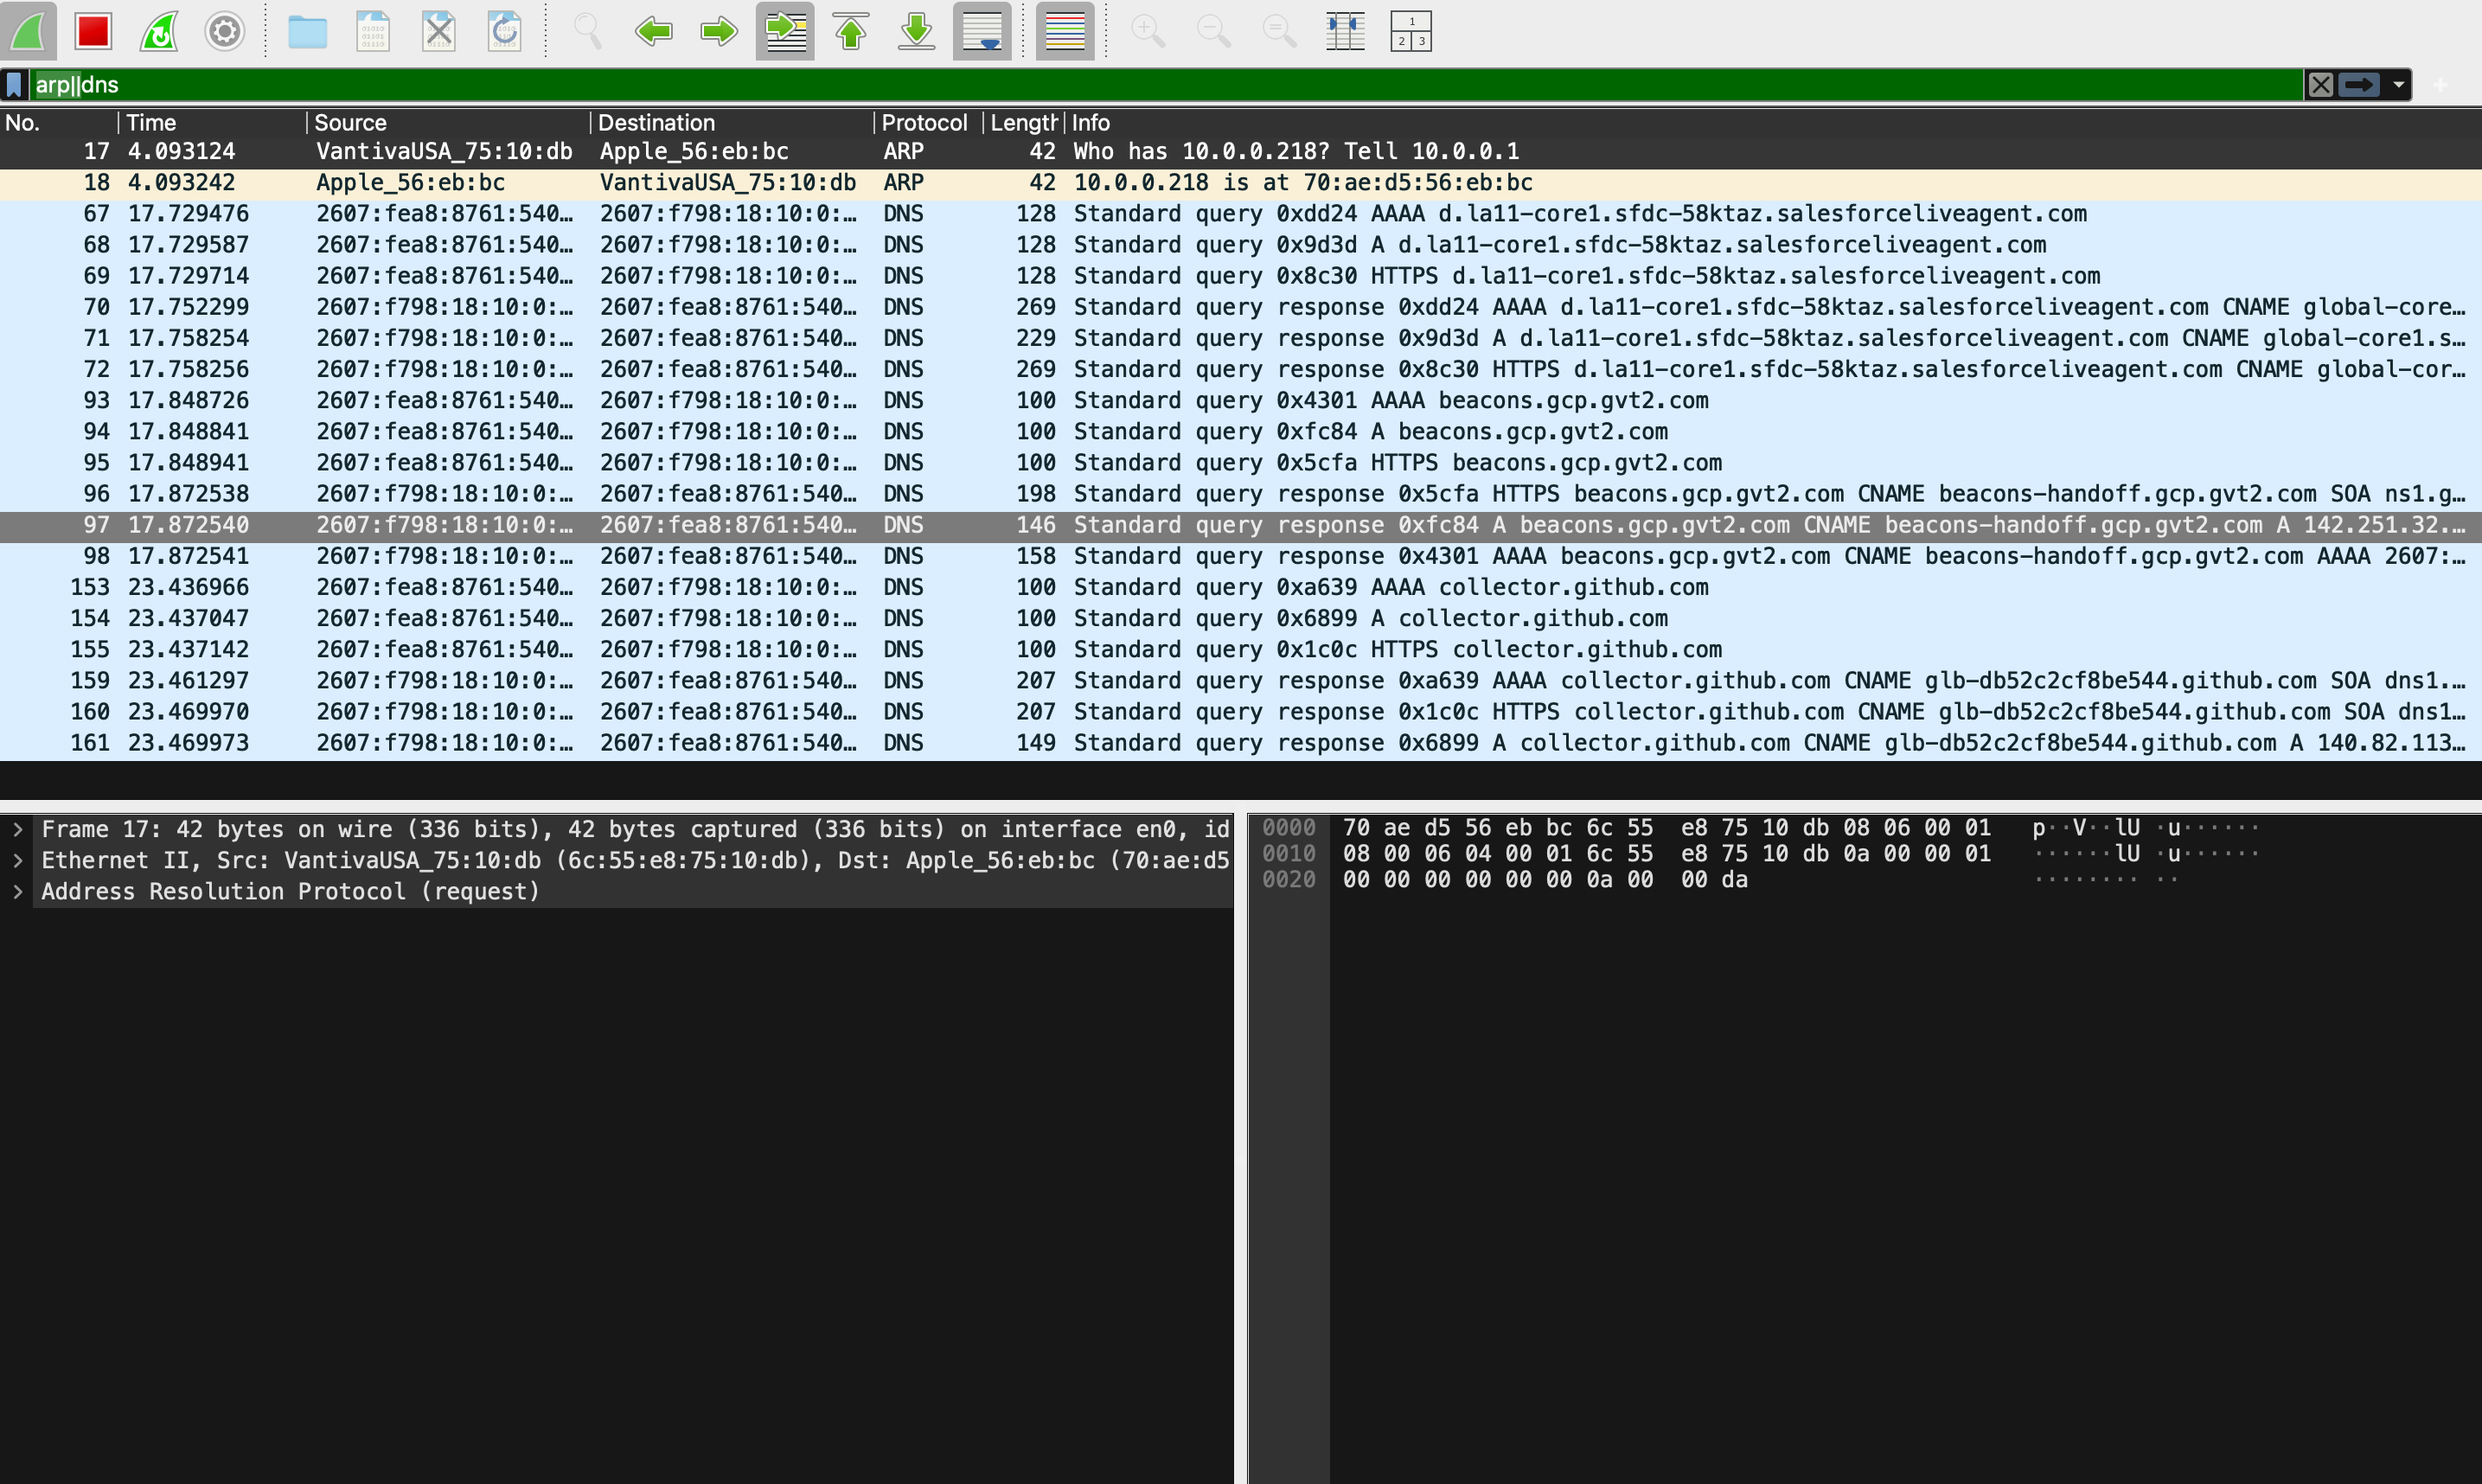 arp||dns
No. Time Source Destination Protocol Length Info
17 4.093124 VantivaUSA_75:10:db Apple_56:eb:bc ARP 42 Who has 10.0.0.218? Tell 10.0.0.1
18 4.093242 Apple_56:eb:bc VantivaUSA_75:10:db ARP 42 10.0.0.218 is at 70:ae:d5:56:eb:bc
67 17.729476 2607:fea8:8761:540… 2607:f798:18:10:0:… DNS 128 Standard query 0xdd24 AAAA d.la11-core1.sfdc-58ktaz.salesforceliveagent.com
68 17.729587 2607:fea8:8761:540… 2607:f798:18:10:0:… DNS 128 Standard query 0x9d3d A d.la11-core1.sfdc-58ktaz.salesforceliveagent.com
69 17.729714 2607:fea8:8761:540… 2607:f798:18:10:0:… DNS 128 Standard query 0x8c30 HTTPS d.la11-core1.sfdc-58ktaz.salesforceliveagent.com
70 17.752299 2607:f798:18:10:0:… 2607:fea8:8761:540… DNS 269 Standard query response 0xdd24 AAAA d.la11-core1.sfdc-58ktaz.salesforceliveagent.com CNAME global-core…
71 17.758254 2607:f798:18:10:0:… 2607:fea8:8761:540… DNS 229 Standard query response 0x9d3d A d.la11-core1.sfdc-58ktaz.salesforceliveagent.com CNAME global-core1.s…
72 17.758256 2607:f798:18:10:0:… 2607:fea8:8761:540… DNS 269 Standard query response 0x8c30 HTTPS d.la11-core1.sfdc-58ktaz.salesforceliveagent.com CNAME global-cor…
93 17.848726 2607:fea8:8761:540… 2607:f798:18:10:0:… DNS 100 Standard query 0x4301 AAAA beacons.gcp.gvt2.com
94 17.848841 2607:fea8:8761:540… 2607:f798:18:10:0:… DNS 100 Standard query 0xfc84 A beacons.gcp.gvt2.com
95 17.848941 2607:fea8:8761:540… 2607:f798:18:10:0:… DNS 100 Standard query 0x5cfa HTTPS beacons.gcp.gvt2.com
96 17.872538 2607:f798:18:10:0:… 2607:fea8:8761:540… DNS 198 Standard query response 0x5cfa HTTPS beacons.gcp.gvt2.com CNAME beacons-handoff.gcp.gvt2.com SOA ns1.g…
97 17.872540 2607:f798:18:10:0:… 2607:fea8:8761:540… DNS 146 Standard query response 0xfc84 A beacons.gcp.gvt2.com CNAME beacons-handoff.gcp.gvt2.com A 142.251.32.…
98 17.872541 2607:f798:18:10:0:… 2607:fea8:8761:540… DNS 158 Standard query response 0x4301 AAAA beacons.gcp.gvt2.com CNAME beacons-handoff.gcp.gvt2.com AAAA 2607:…
153 23.436966 2607:fea8:8761:540… 2607:f798:18:10:0:… DNS 100 Standard query 0xa639 AAAA collector.github.com
154 23.437047 2607:fea8:8761:540… 2607:f798:18:10:0:… DNS 100 Standard query 0x6899 A collector.github.com
155 23.437142 2607:fea8:8761:540… 2607:f798:18:10:0:… DNS 100 Standard query 0x1c0c HTTPS collector.github.com
159 23.461297 2607:f798:18:10:0:… 2607:fea8:8761:540… DNS 207 Standard query response 0xa639 AAAA collector.github.com CNAME glb-db52c2cf8be544.github.com SOA dns1.…
160 23.469970 2607:f798:18:10:0:… 2607:fea8:8761:540… DNS 207 Standard query response 0x1c0c HTTPS collector.github.com CNAME glb-db52c2cf8be544.github.com SOA dns1…
161 23.469973 2607:f798:18:10:0:… 2607:fea8:8761:540… DNS 149 Standard query response 0x6899 A collector.github.com CNAME glb-db52c2cf8be544.github.com A 140.82.113…
Frame 17: 42 bytes on wire (336 bits), 42 bytes captured (336 bits) on interface en0, id
Ethernet II, Src: VantivaUSA_75:10:db (6c:55:e8:75:10:db), Dst: Apple_56:eb:bc (70:ae:d5
Address Resolution Protocol (request)
0000 70 ae d5 56 eb bc 6c 55 e8 75 10 db 08 06 00 01 p··V··lU ·u······
0010 08 00 06 04 00 01 6c 55 e8 75 10 db 0a 00 00 01 ······lU ·u······
0020 00 00 00 00 00 00 0a 00 00 da ········ ··